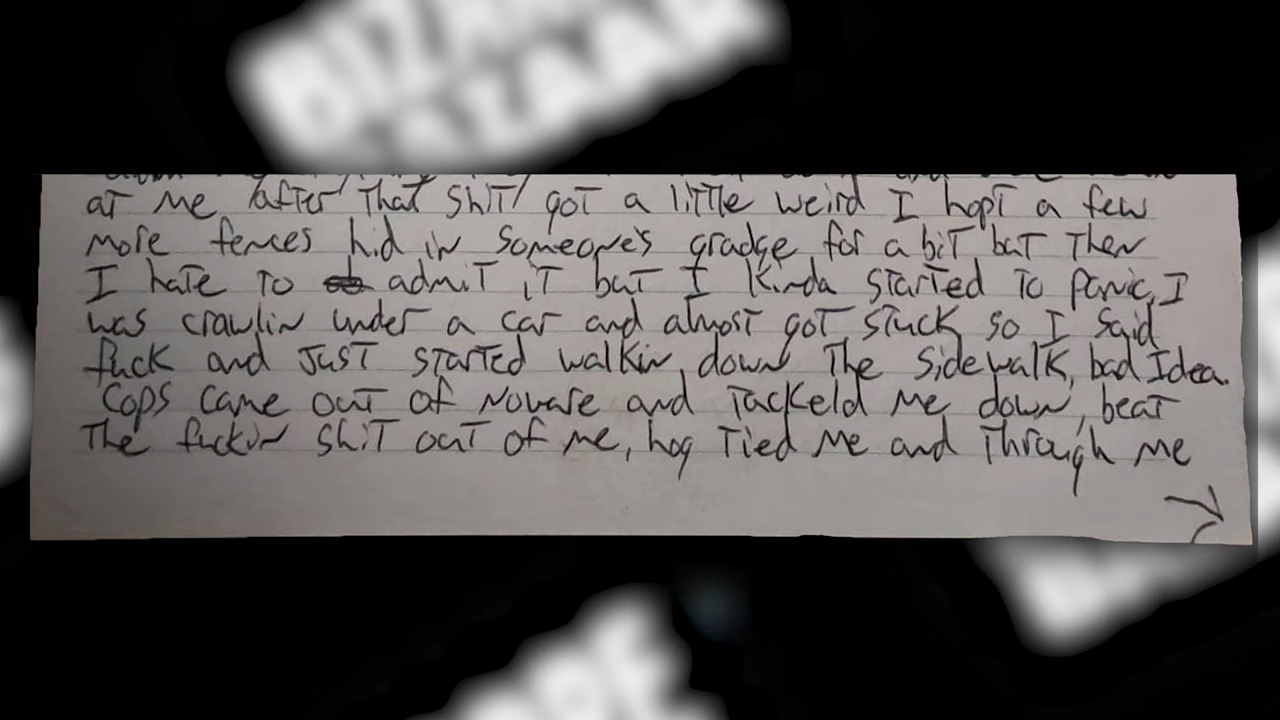 at me, after that shit got a little weird I hopt a few
more fences hid in someone's gradge for a bit but then
I hate to admit it but I kinda started to panic, I
was crawlin under a car and almost got stuck so I said
fuck and Just started walkin down the sidewalk, bad Idea.
Cops came out of Noware and Tackeld me down, beat
The fuckin shit out of me, hog Tied Me and Through Me